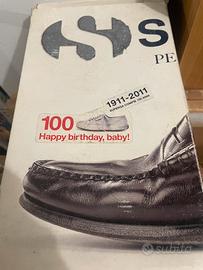 S S
PE
1911-2011
100
Happy birthday, baby!
subito